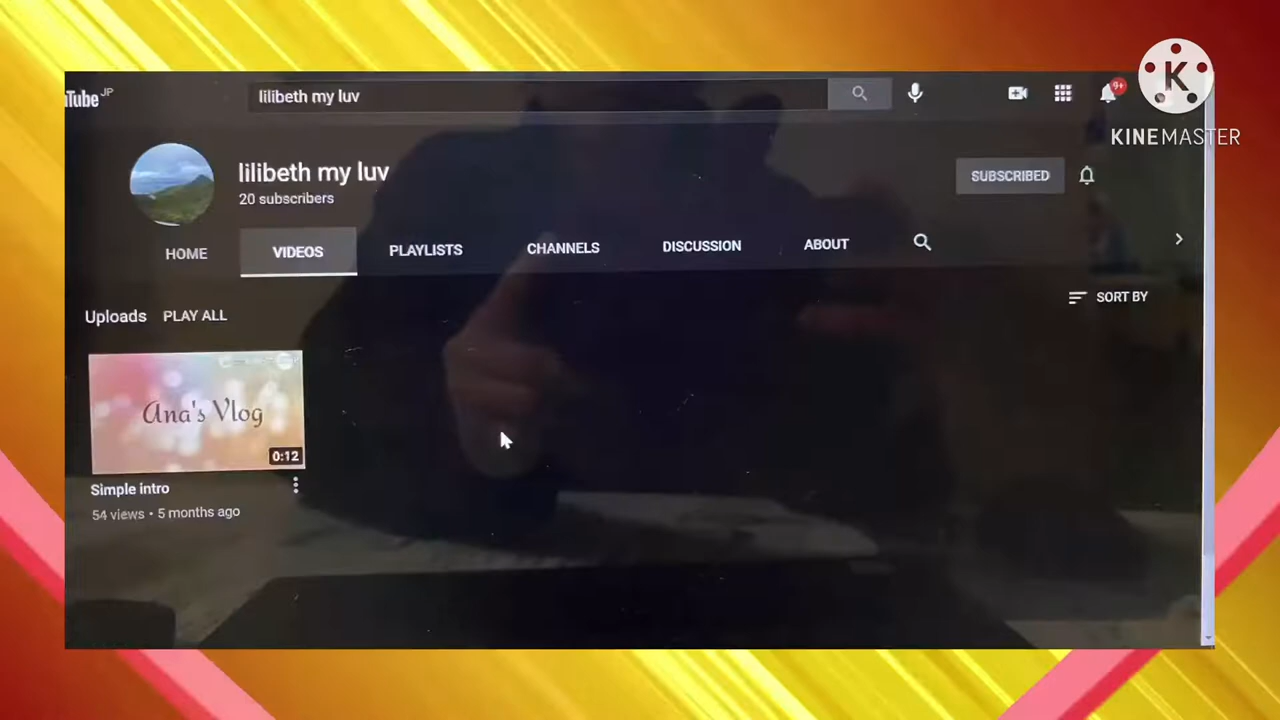 Tube JP
lilibeth my luv
9+
KINEMASTER
lilibeth my luv
20 subscribers
SUBSCRIBED
HOME VIDEOS PLAYLISTS CHANNELS DISCUSSION ABOUT
SORT BY
Uploads PLAY ALL
Ana's Vlog
0:12
Simple intro
54 views • 5 months ago